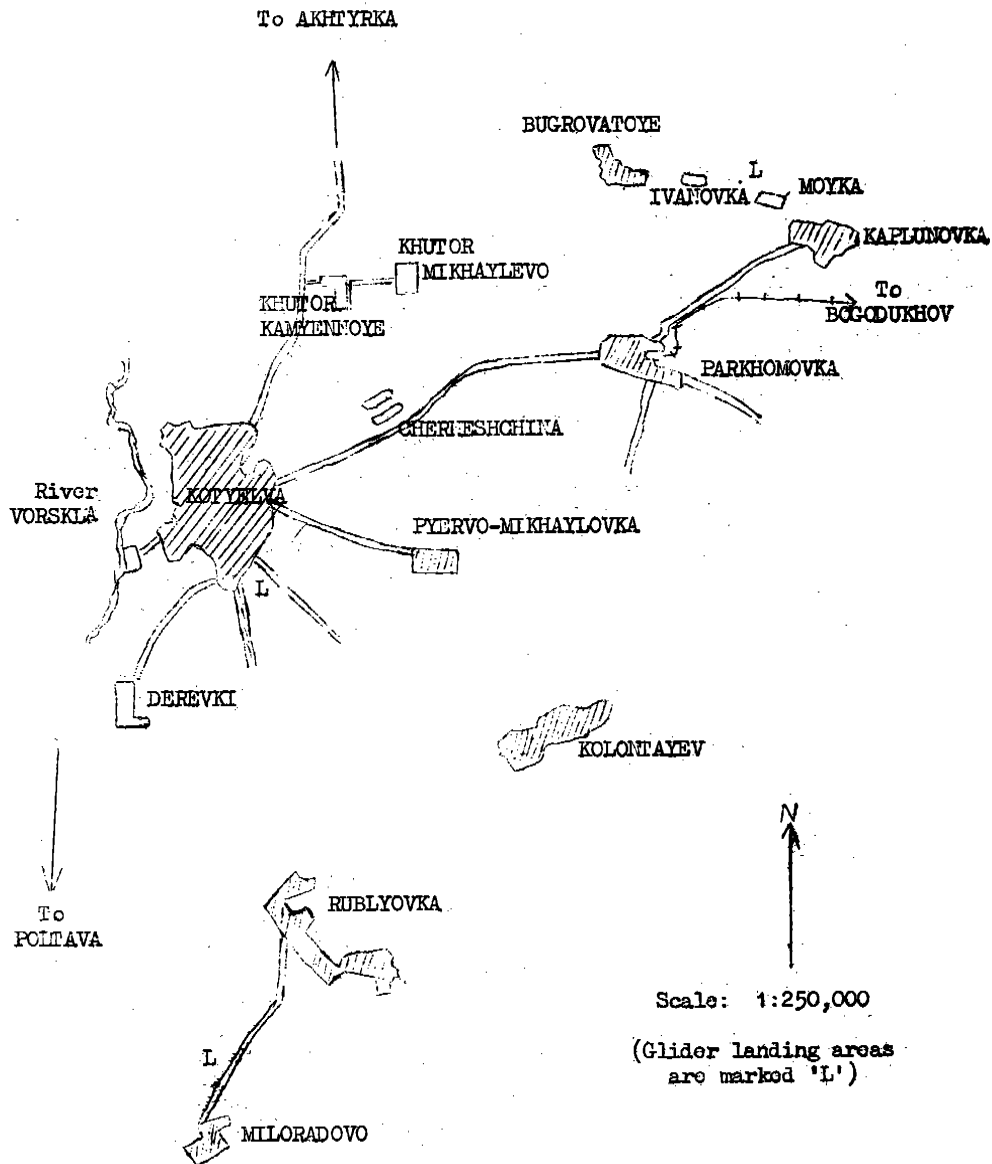 To AKHTYRKA
BUGROVATOYE
L
IVANOVKA
MOYKA
KAPLUNOVKA
KHUTOR
MIKHAYLEVO
KHUTOR
KAMYENNOYE
To
BOGODUKHOV
PARKHOMOVKA
CHEREESHCHINA
River
VORSKLA
KOTYELVA
PYERVO-MIKHAYLOVKA
L
DEREVKI
KOLONTAYEV
N
RUBLYOVKA
To
POLTAVA
Scale: 1:250,000
(Glider landing areas
are marked 'L')
L
MILORADOVO